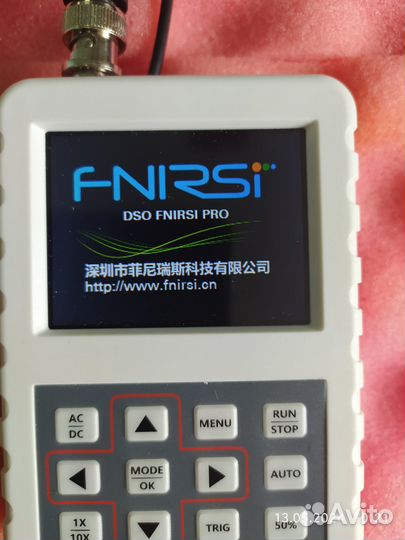 FNIRSI
DSO FNIRSI PRO
深圳市菲尼瑞斯科技有限公司
http://www.fnirsi.cn
AC
DC
MENU
RUN
STOP
MODE
OK
AUTO
1X
10X
TRIG
50%
Avito